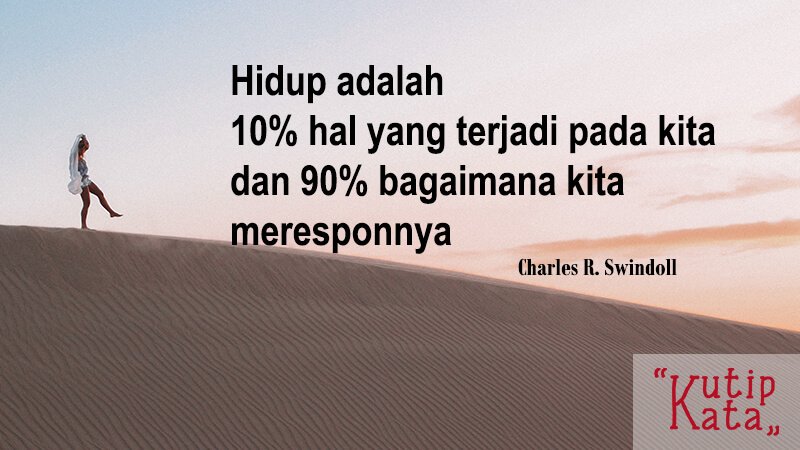 Hidup adalah
10% hal yang terjadi pada kita
dan 90% bagaimana kita
meresponnya
Charles R. Swindoll
“Kutip
Kata„